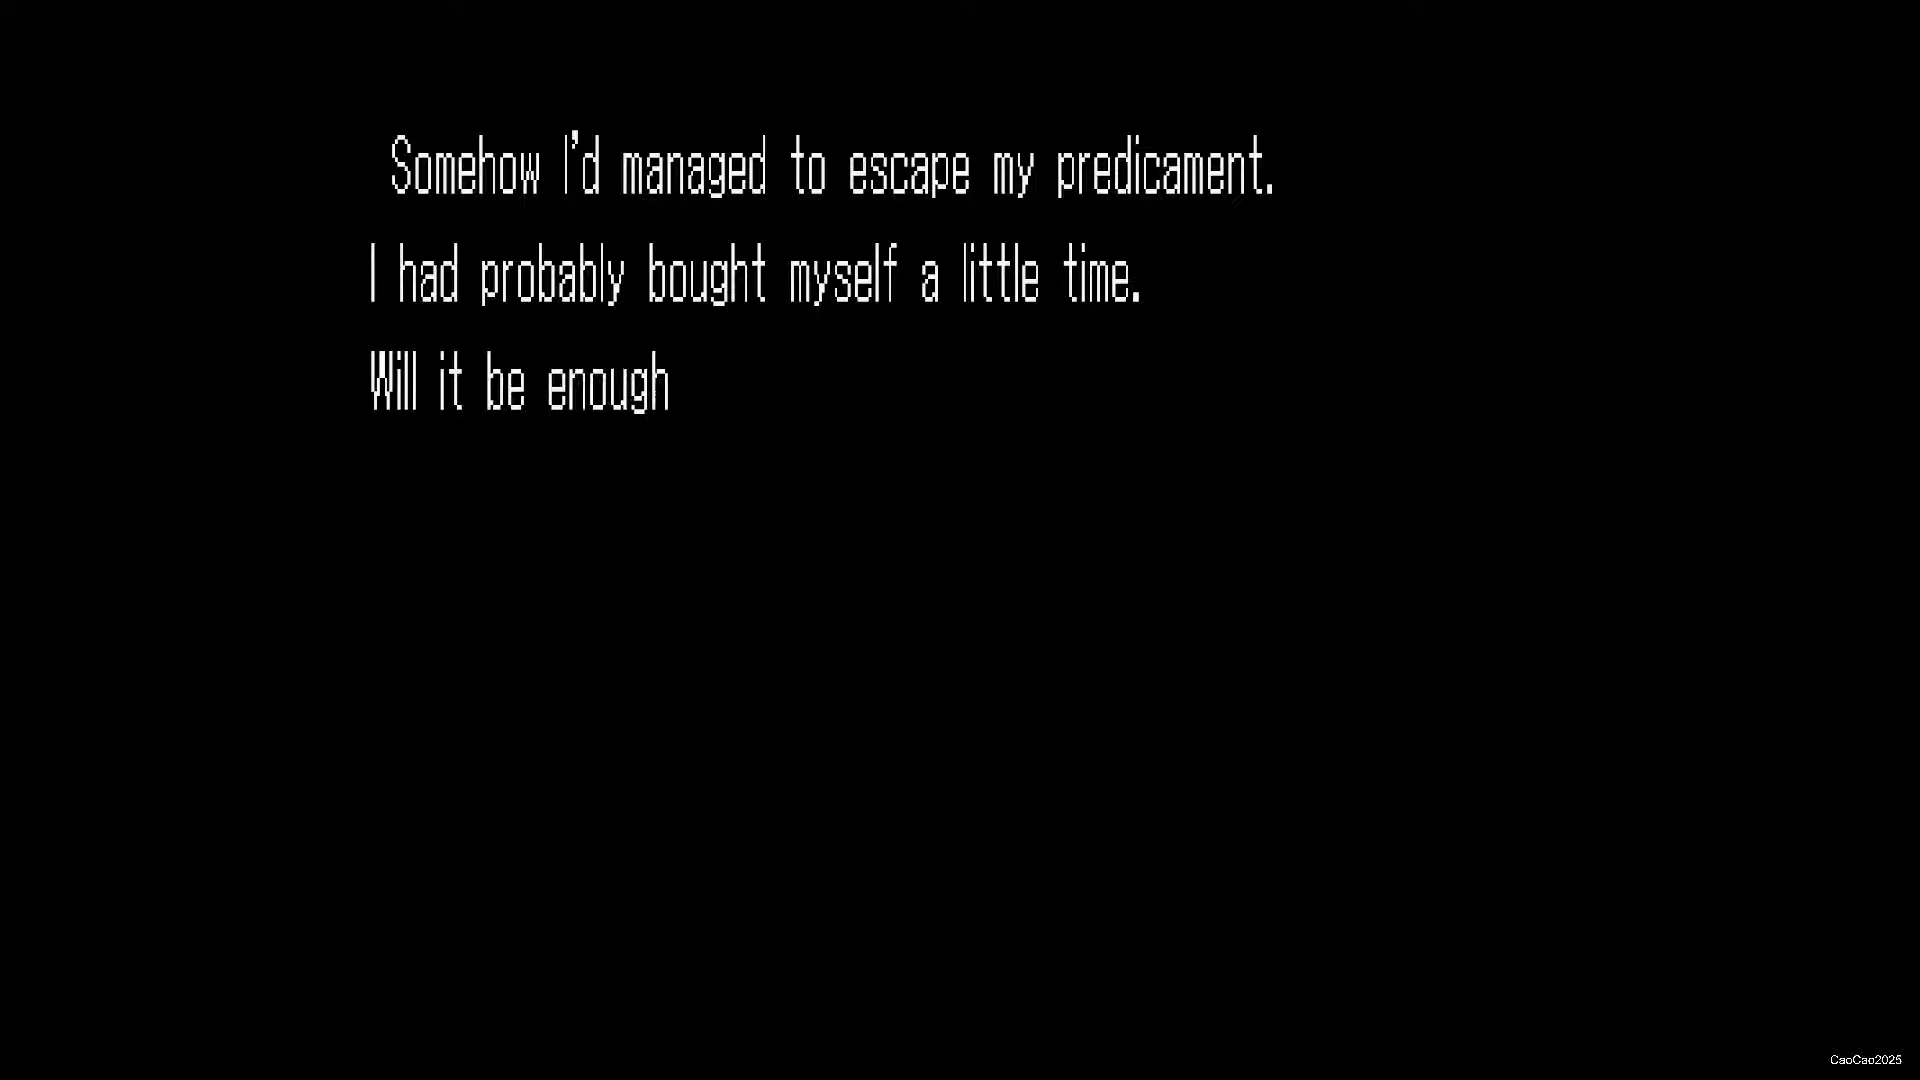 Somehow I'd managed to escape my predicament.
I had probably bought myself a little time.
Will it be enough
CaoCao2025